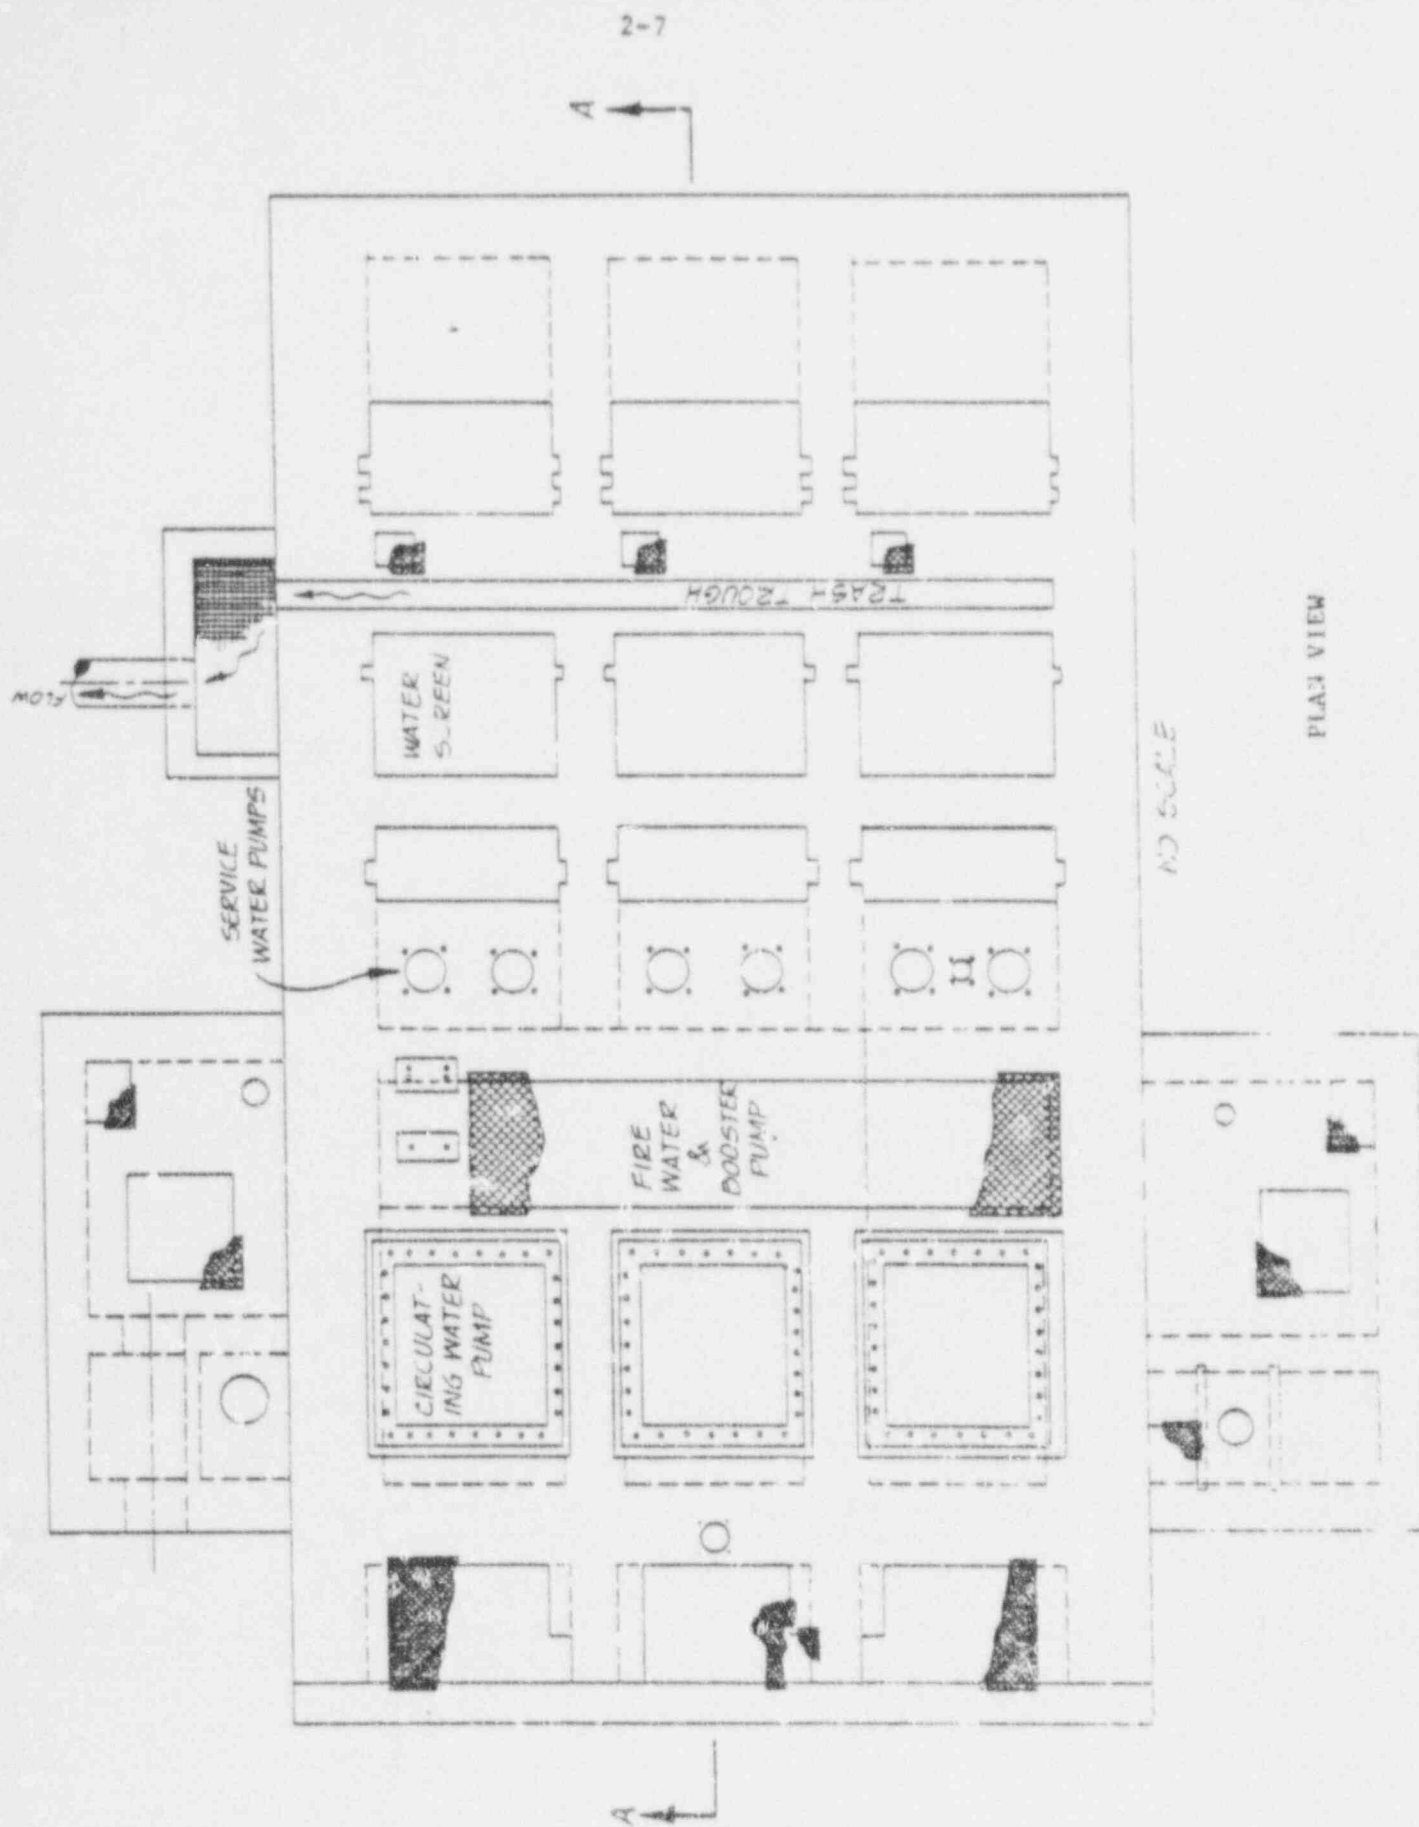 2-7
A
FLOW
TRASH TROUGH
WATER
S_REEN
SERVICE
WATER PUMPS
NO SCALE
PLAN VIEW
FIRE
WATER
&
BOOSTER
PUMP
CIRCULAT-
ING WATER
PUMP
A